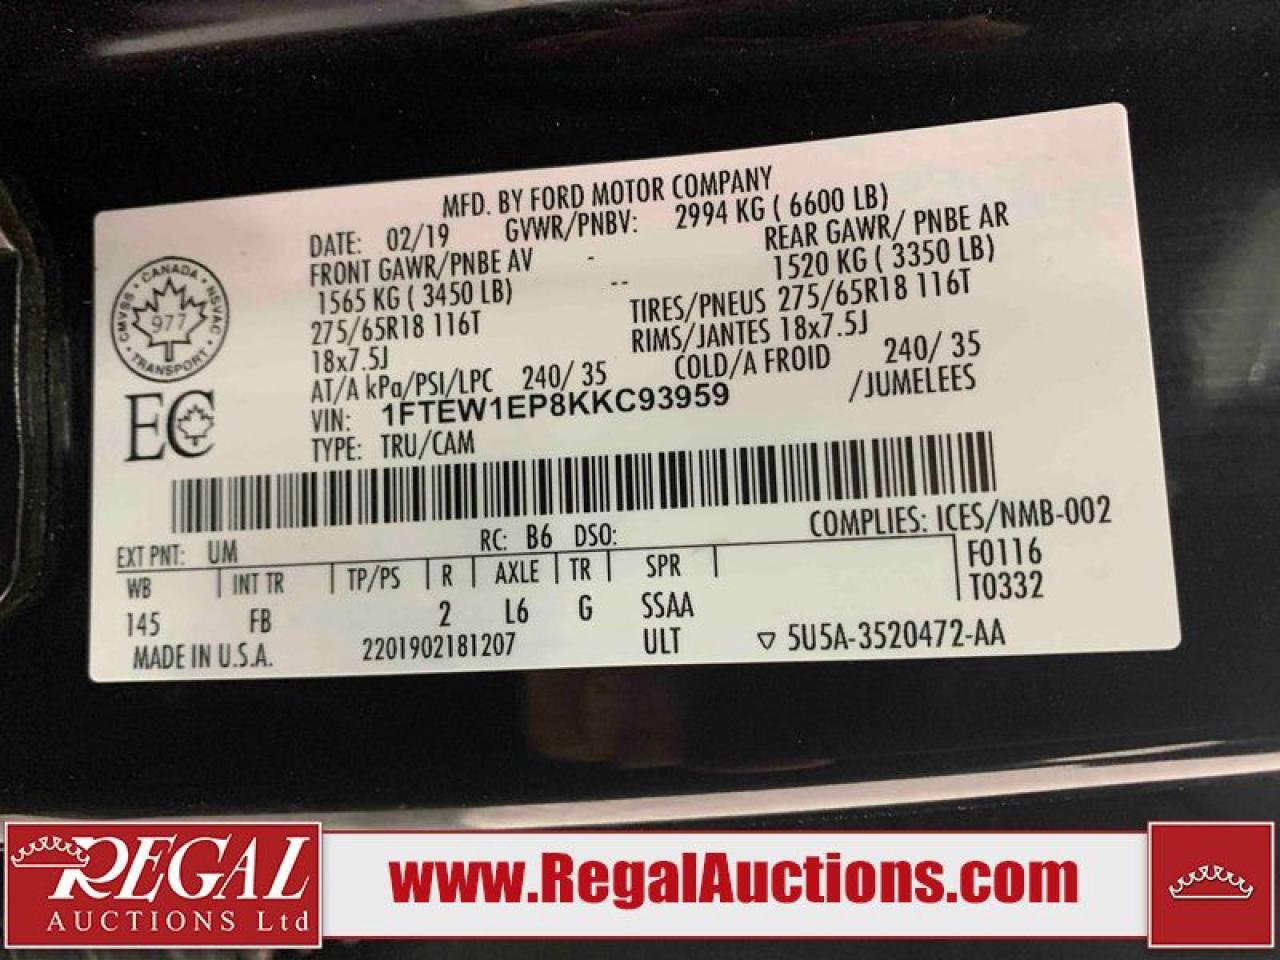 MFD. BY FORD MOTOR COMPANY
DATE: 02/19 GVWR/PNBV: 2994 KG ( 6600 LB)
FRONT GAWR/PNBE AV - REAR GAWR/ PNBE AR
1565 KG ( 3450 LB) -- 1520 KG ( 3350 LB)
275/65R18 116T TIRES/PNEUS 275/65R18 116T
18x7.5J RIMS/JANTES 18x7.5J
AT/A kPa/PSI/LPC 240/ 35 COLD/A FROID 240/ 35
VIN: 1FTEW1EP8KKC93959 /JUMELEES
TYPE: TRU/CAM
CANADA
CMVSS · NSVAC
977
TRANSPORT
EC
COMPLIES: ICES/NMB-002
EXT PNT: UM RC: B6 DSO:
WB INT TR TP/PS R AXLE TR SPR F0116
145 FB 2 L6 G SSAA T0332
MADE IN U.S.A. 2201902181207 ULT ▽ 5U5A-3520472-AA
REGAL
AUCTIONS Ltd
www.RegalAuctions.com